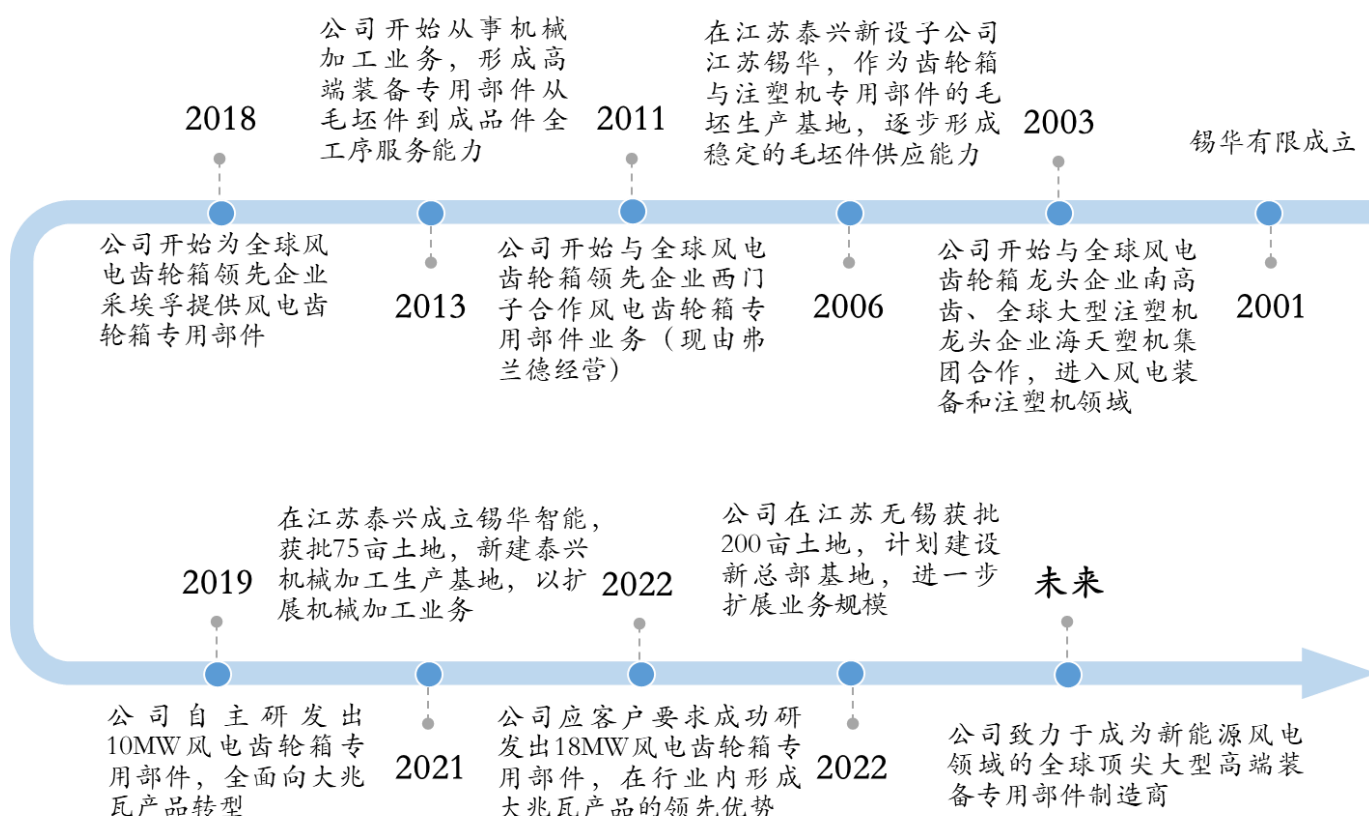 公司开始从事机械
加工业务，形成高
端装备专用部件从
毛坯件到成品件全
工序服务能力
在江苏泰兴新设子公司
江苏锡华，作为齿轮箱
与注塑机专用部件的毛
坯生产基地，逐步形成
稳定的毛坯件供应能力
2018
2011
2003
锡华有限成立
公司开始为全球风
电齿轮箱领先企业
采埃孚提供风电齿
轮箱专用部件
2013
公司开始与全球风电
齿轮箱领先企业西门
子合作风电齿轮箱专
用部件业务（现由弗
兰德经营）
2006
公司开始与全球风电
齿轮箱龙头企业南高
齿、全球大型注塑机
龙头企业海天塑机集
团合作，进入风电装
备和注塑机领域
2001
2019
在江苏泰兴成立锡华智能，
获批75亩土地，新建泰兴
机械加工生产基地，以扩
展机械加工业务
2022
公司在江苏无锡获批
200亩土地，计划建设
新总部基地，进一步
扩展业务规模
未来
公司自主研发出
10MW风电齿轮箱专
用部件，全面向大兆
瓦产品转型
2021
公司应客户要求成功研
发出18MW风电齿轮箱专
用部件，在行业内形成
大兆瓦产品的领先优势
2022
公司致力于成为新能源风电
领域的全球顶尖大型高端装
备专用部件制造商